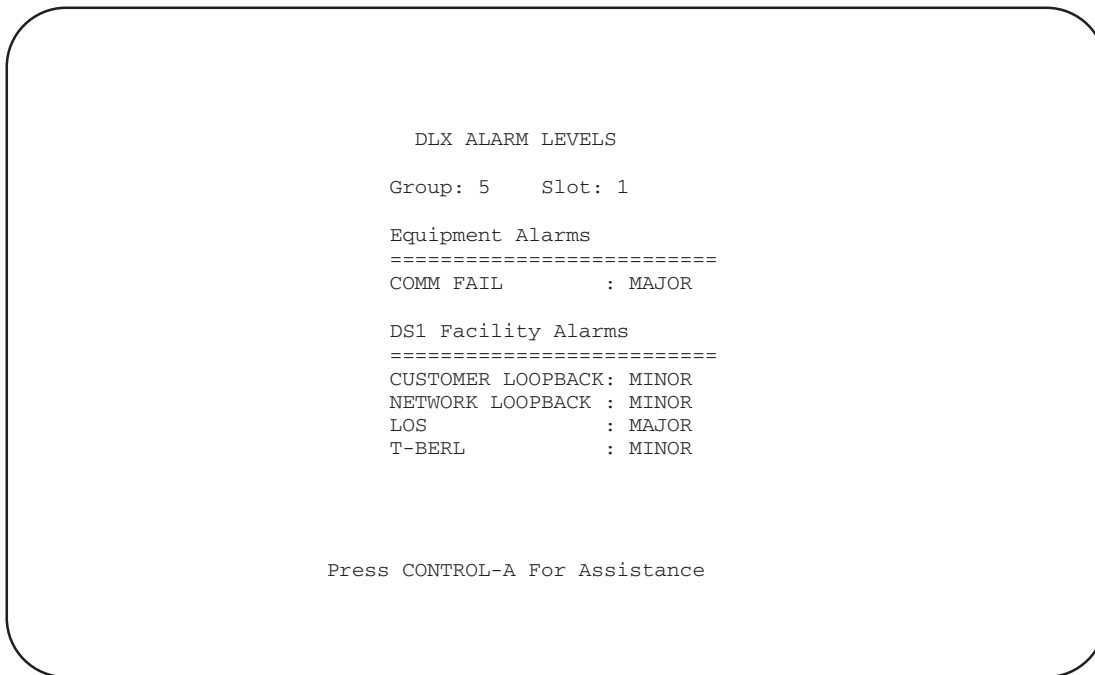 DLX ALARM LEVELS
Group: 5    Slot: 1
Equipment Alarms
==========================
COMM FAIL        : MAJOR
DS1 Facility Alarms
==========================
CUSTOMER LOOPBACK: MINOR
NETWORK LOOPBACK : MINOR
LOS              : MAJOR
T-BERL           : MINOR
Press CONTROL-A For Assistance